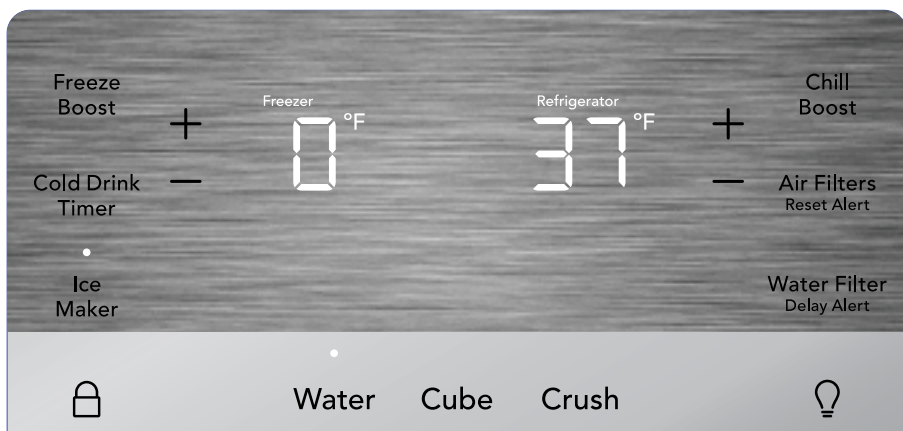 Freeze
Boost
Freezer
0 °F
Refrigerator
37 °F
Chill
Boost
+
+
Cold Drink
Timer
−
−
Air Filters
Reset Alert
Ice
Maker
Water Filter
Delay Alert
Water
Cube
Crush